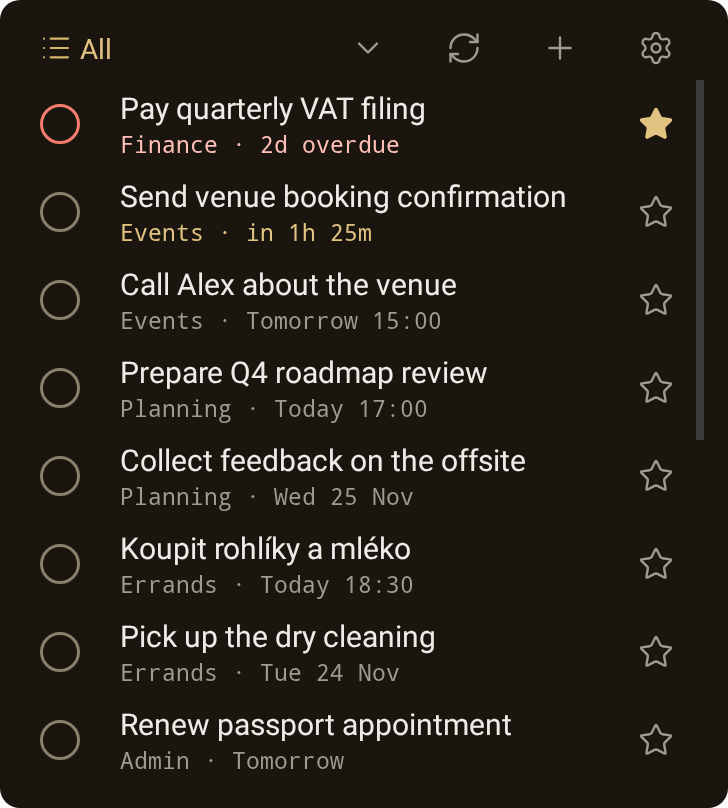 All
Pay quarterly VAT filing
Finance · 2d overdue
Send venue booking confirmation
Events · in 1h 25m
Call Alex about the venue
Events · Tomorrow 15:00
Prepare Q4 roadmap review
Planning · Today 17:00
Collect feedback on the offsite
Planning · Wed 25 Nov
Koupit rohlíky a mléko
Errands · Today 18:30
Pick up the dry cleaning
Errands · Tue 24 Nov
Renew passport appointment
Admin · Tomorrow